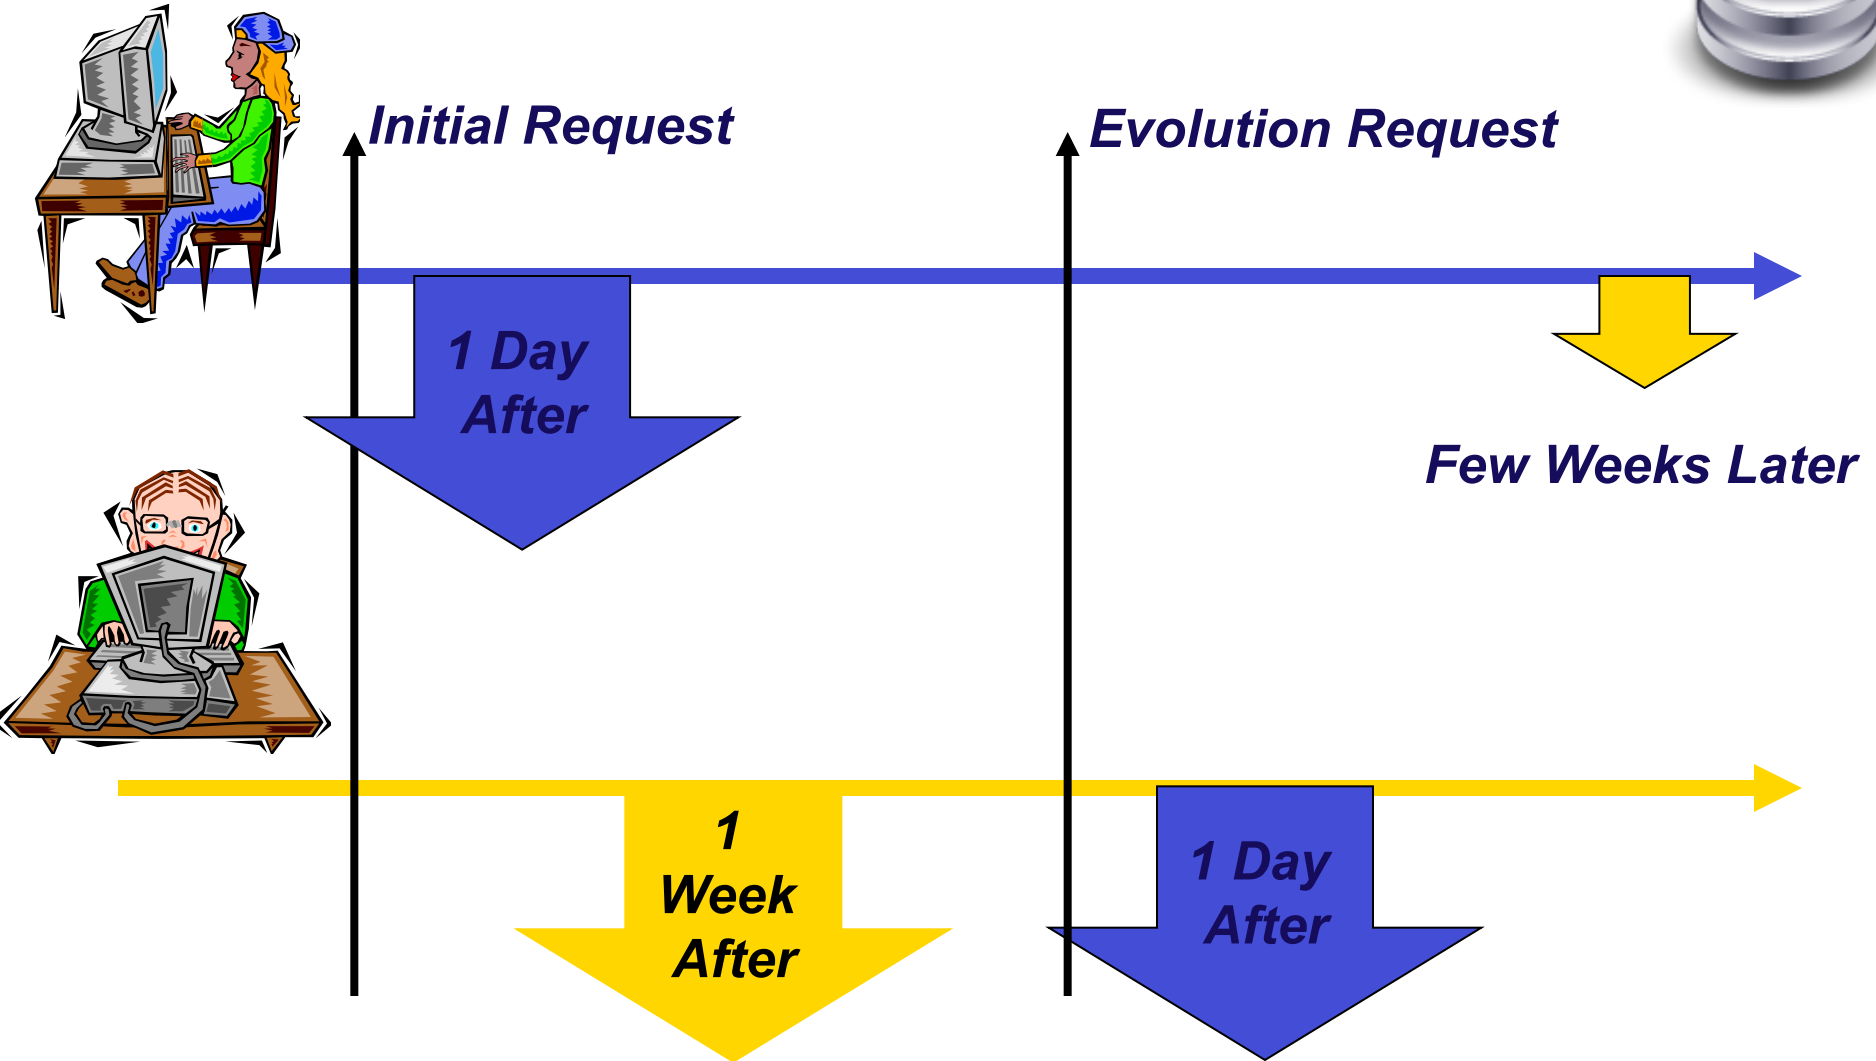 Initial Request
Evolution Request
1 Day
After
Few Weeks Later
1
Week
After
1 Day
After